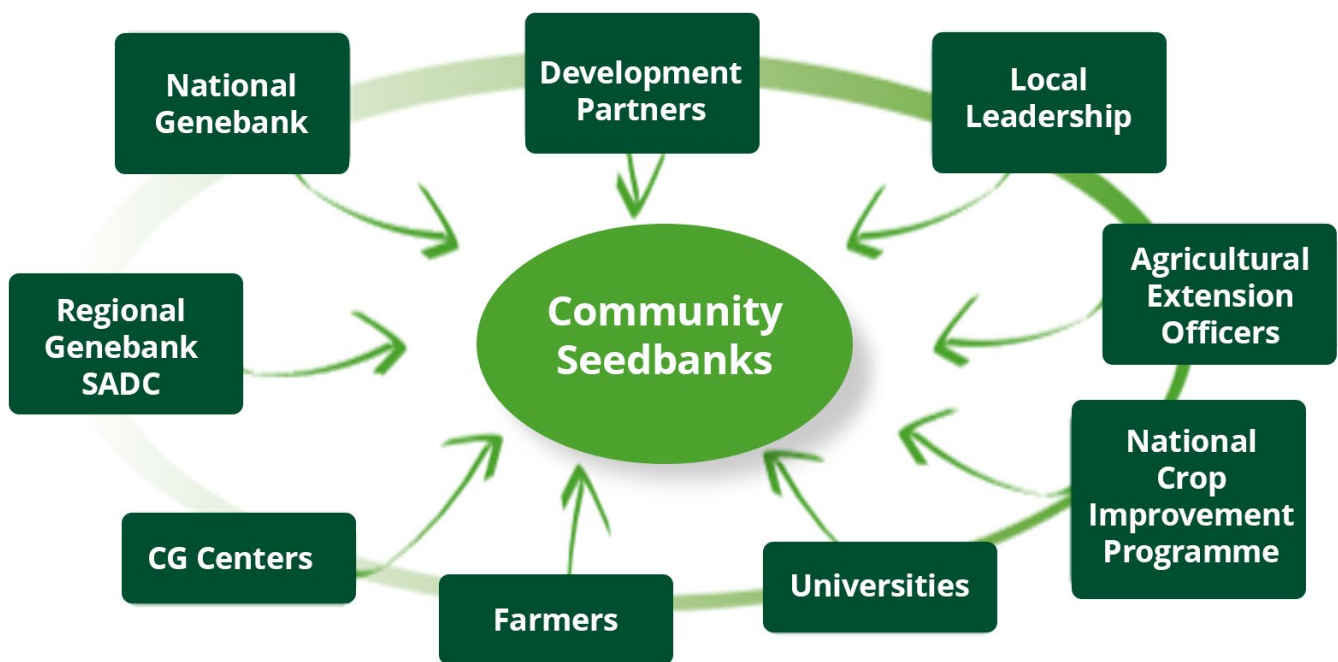 National
Genebank
Development
Partners
Local
Leadership
Regional
Genebank
SADC
Community
Seedbanks
Agricultural
Extension
Officers
National
Crop
Improvement
Programme
CG Centers
Farmers
Universities